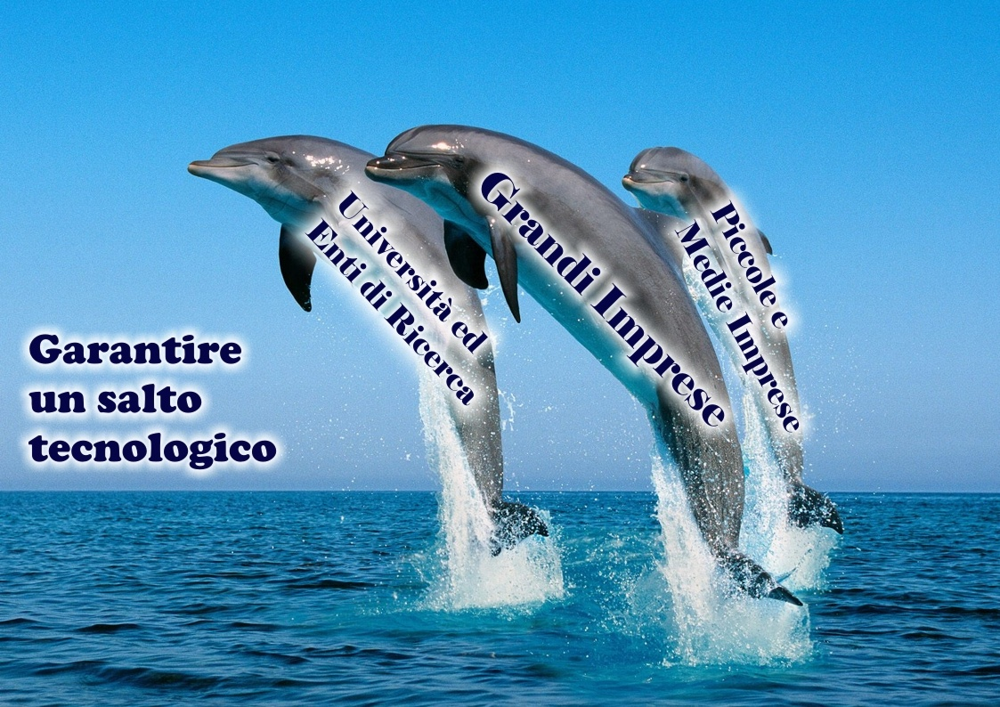 Garantire
un salto
tecnologico
Università ed
Enti di Ricerca
Grandi Imprese
Piccole e
Medie Imprese